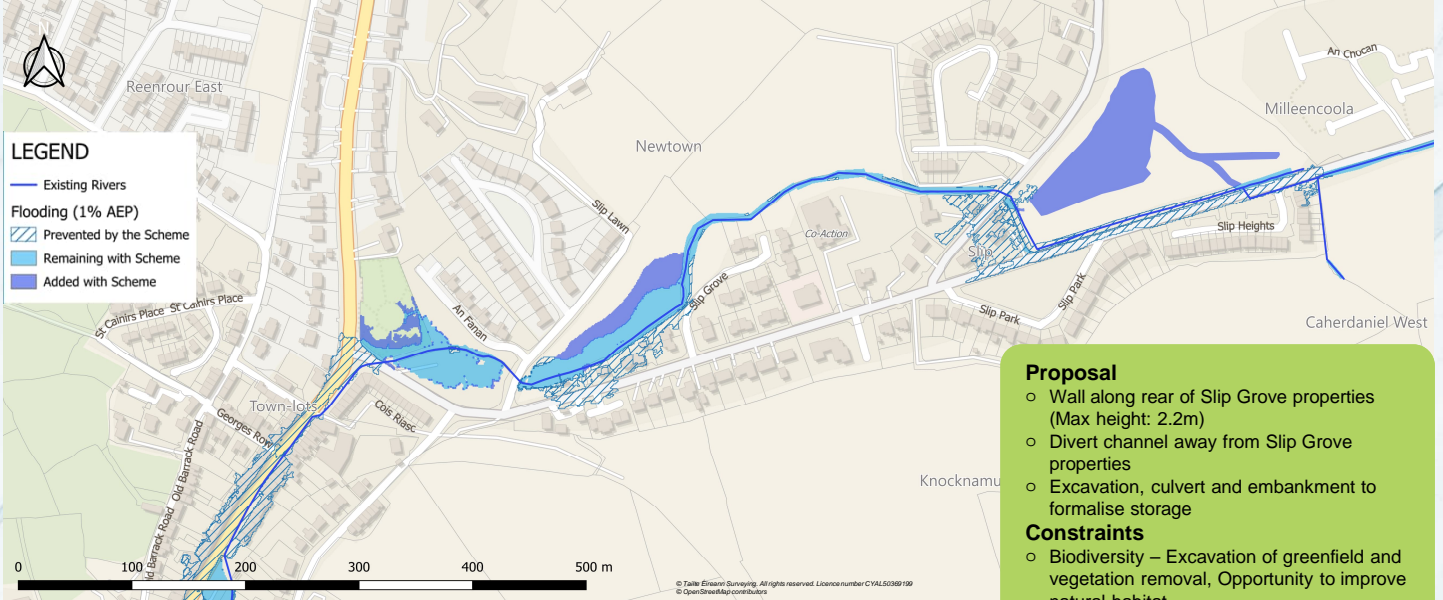 N
Reenrour East
LEGEND
Existing Rivers
Flooding (1% AEP)
Prevented by the Scheme
Remaining with Scheme
Added with Scheme
St Cainirs Place
St Cainirs Place
Newtown
Slip Lawn
An Fanan
Slip Grove
Co-Action
Slip
Slip Heights
Slip Park
Slip Park
An Chucan
Milleencoola
Caherdaniel West
Town-lots
Cois Riasc
Georges Row
Old Barrack Road
Old Barrack Road
Knocknamu
0 100 200 300 400 500 m
© Tailte Éireann Surveying. All rights reserved. Licence number CYAL50369199
© OpenStreetMap contributors
Proposal
o Wall along rear of Slip Grove properties
(Max height: 2.2m)
o Divert channel away from Slip Grove
properties
o Excavation, culvert and embankment to
formalise storage
Constraints
o Biodiversity – Excavation of greenfield and
vegetation removal, Opportunity to improve
natural habitat